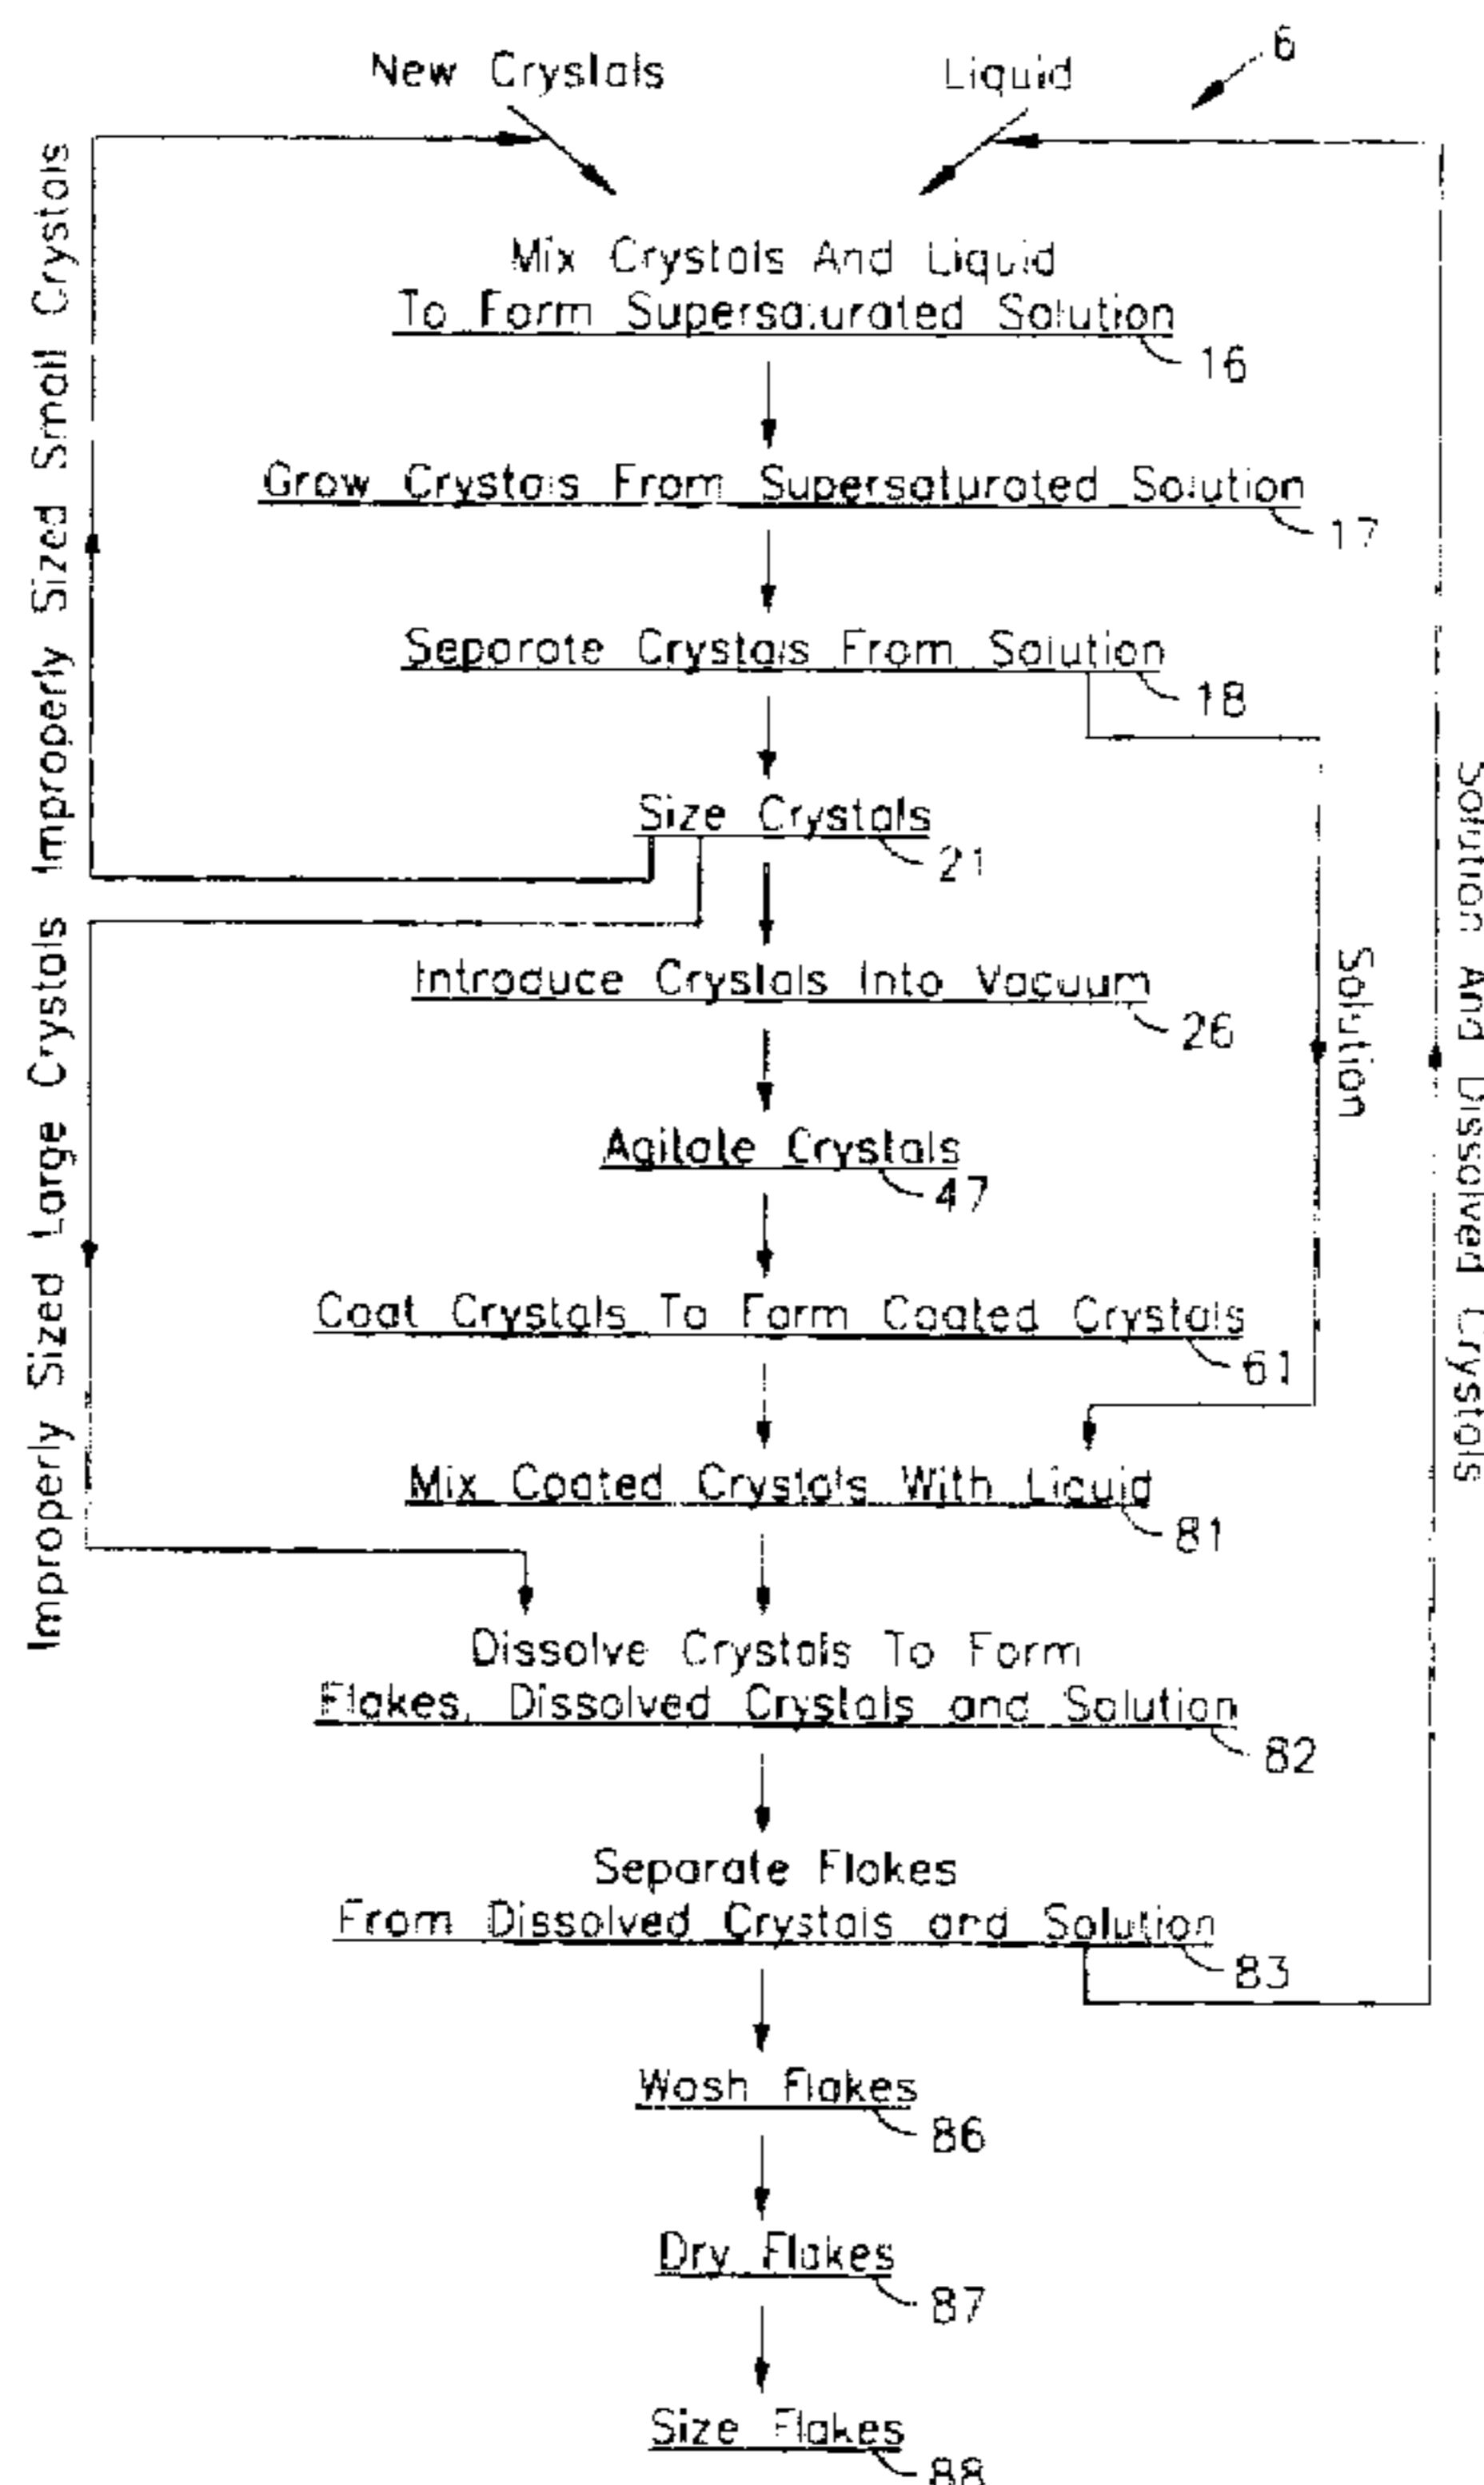 New Crystals
Liquid
6
Mix Crystals And Liquid
To Form Supersaturated Solution
16
Grow Crystals From Supersaturated Solution
17
Separate Crystals From Solution
18
Size Crystals
21
Introduce Crystals Into Vacuum
26
Agitate Crystals
47
Coat Crystals To Form Coated Crystals
61
Mix Coated Crystals With Liquid
81
Dissolve Crystals To Form
Flakes, Dissolved Crystals and Solution
82
Separate Flakes
From Dissolved Crystals and Solution
83
Wash Flakes
86
Dry Flakes
87
Size Flakes
88
Improperly Sized Small Crystals
Improperly Sized Large Crystals
Solution
Solution And Dissolved Crystals